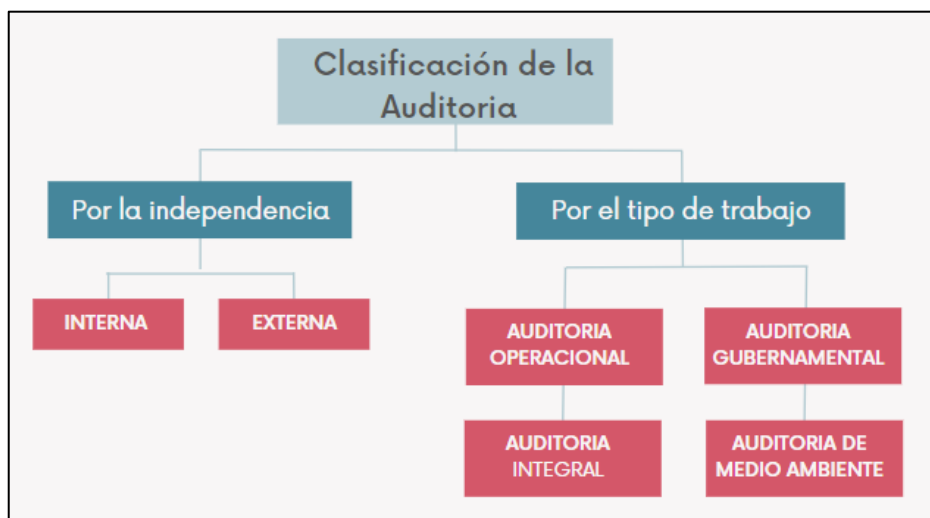 Clasificación de la
Auditoria
Por la independencia
Por el tipo de trabajo
INTERNA
EXTERNA
AUDITORIA
OPERACIONAL
AUDITORIA
GUBERNAMENTAL
AUDITORIA
INTEGRAL
AUDITORIA DE
MEDIO AMBIENTE